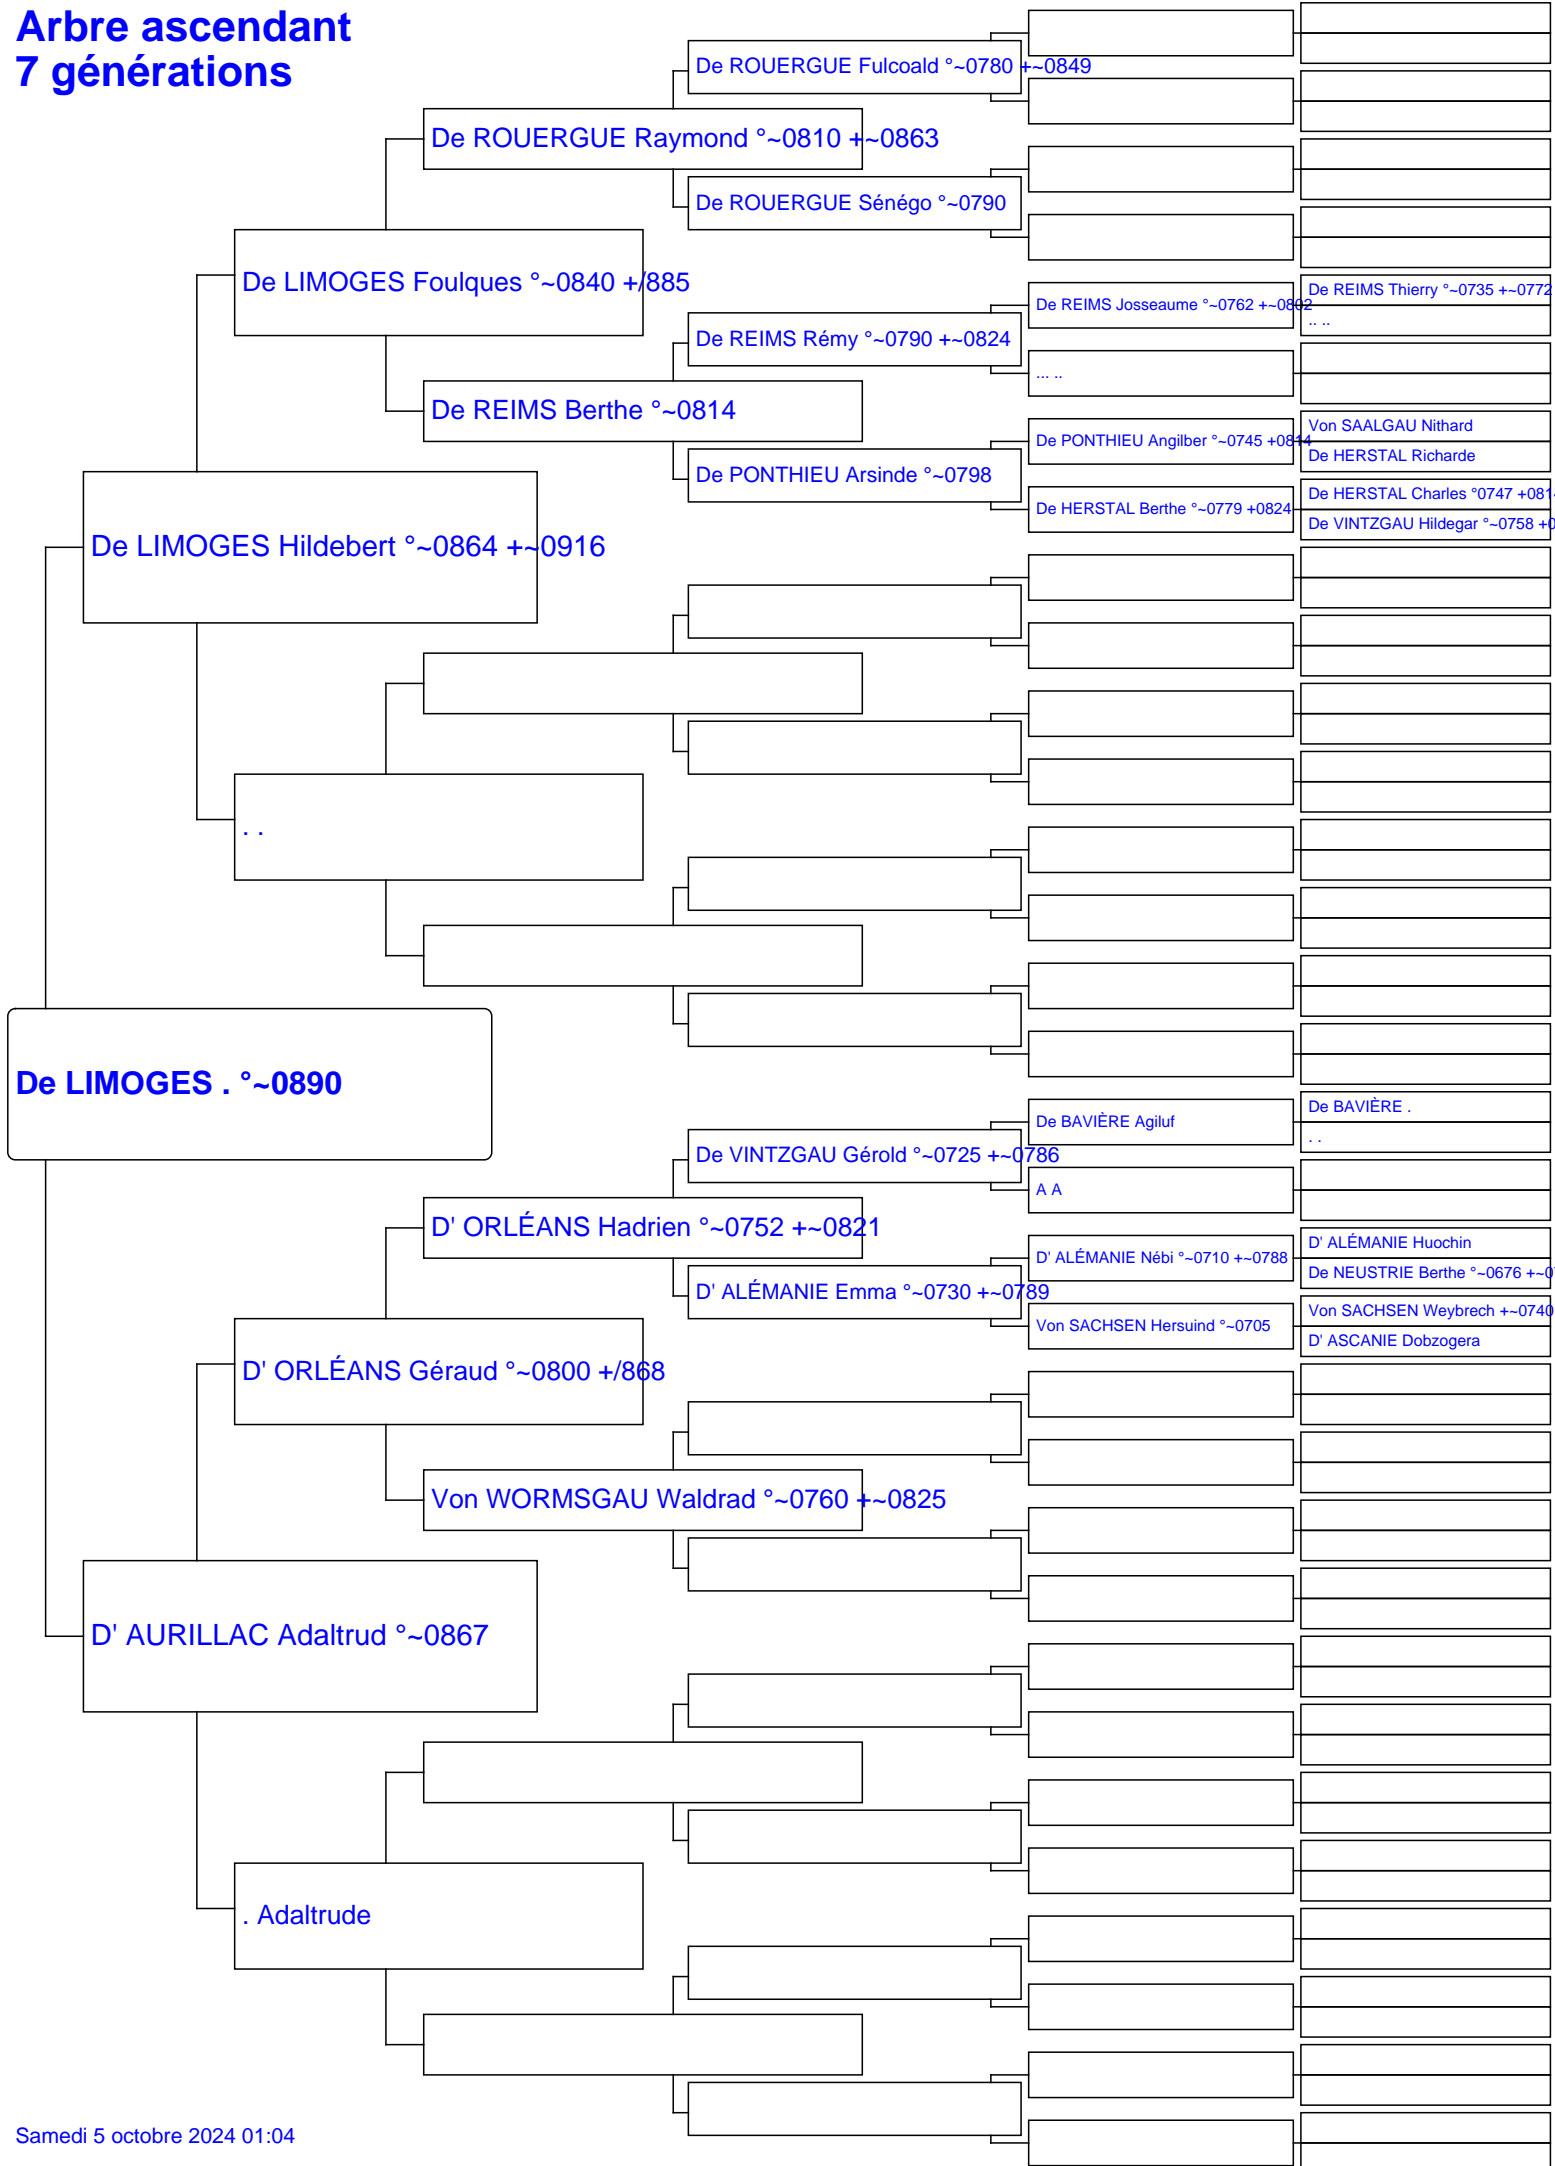 Arbre ascendant
7 générations
De ROUERGUE Fulcoald °~0780 +~0849
De ROUERGUE Raymond °~0810 +~0863
De ROUERGUE Sénégo °~0790
De LIMOGES Foulques °~0840 +/885
De REIMS Thierry °~0735 +~0772
De REIMS Josseaume °~0762 +~0802
.. ..
De REIMS Rémy °~0790 +~0824
... ..
De REIMS Berthe °~0814
Von SAALGAU Nithard
De PONTHIEU Angilber °~0745 +0814
De HERSTAL Richarde
De PONTHIEU Arsinde °~0798
De HERSTAL Charles °0747 +081
De HERSTAL Berthe °~0779 +0824
De VINTZGAU Hildegar °~0758 +0
De LIMOGES Hildebert °~0864 +~0916
. .
De LIMOGES . °~0890
De BAVIÈRE .
De BAVIÈRE Agiluf
. .
De VINTZGAU Gérold °~0725 +~0786
A A
D' ORLÉANS Hadrien °~0752 +~0821
D' ALÉMANIE Huochin
D' ALÉMANIE Nébi °~0710 +~0788
De NEUSTRIE Berthe °~0676 +~0
D' ALÉMANIE Emma °~0730 +~0789
Von SACHSEN Weybrech +~0740
Von SACHSEN Hersuind °~0705
D' ASCANIE Dobzogera
D' ORLÉANS Géraud °~0800 +/868
Von WORMSGAU Waldrad °~0760 +~0825
D' AURILLAC Adaltrud °~0867
. Adaltrude
Samedi 5 octobre 2024 01:04